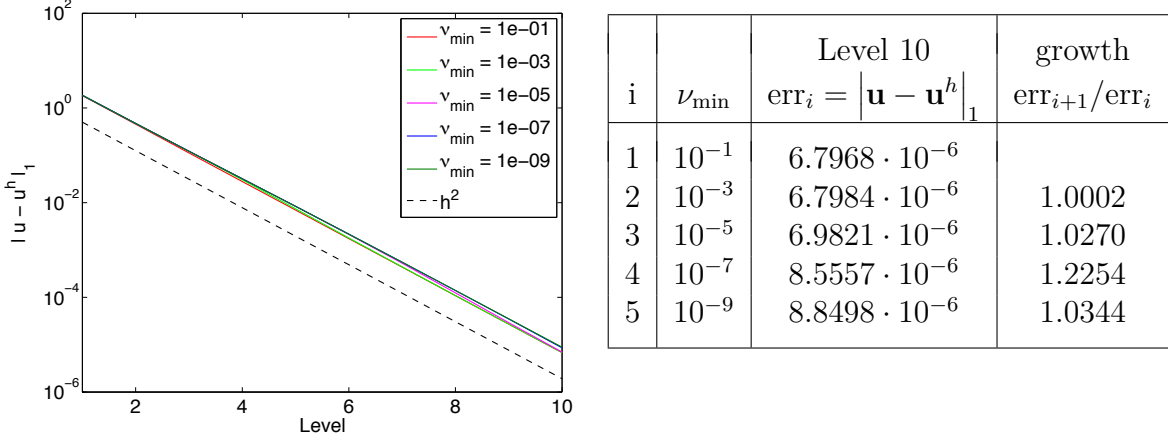 10^2
10^0
10^-2
10^-4
10^-6
| u − u^h |_1
2
4
6
8
10
Level
ν_min = 1e−01
ν_min = 1e−03
ν_min = 1e−05
ν_min = 1e−07
ν_min = 1e−09
h^2
Level 10 growth
i ν_min err_i = |u − u^h|_1 err_{i+1}/err_i
1 10^{−1} 6.7968 · 10^{−6}
2 10^{−3} 6.7984 · 10^{−6} 1.0002
3 10^{−5} 6.9821 · 10^{−6} 1.0270
4 10^{−7} 8.5557 · 10^{−6} 1.2254
5 10^{−9} 8.8498 · 10^{−6} 1.0344